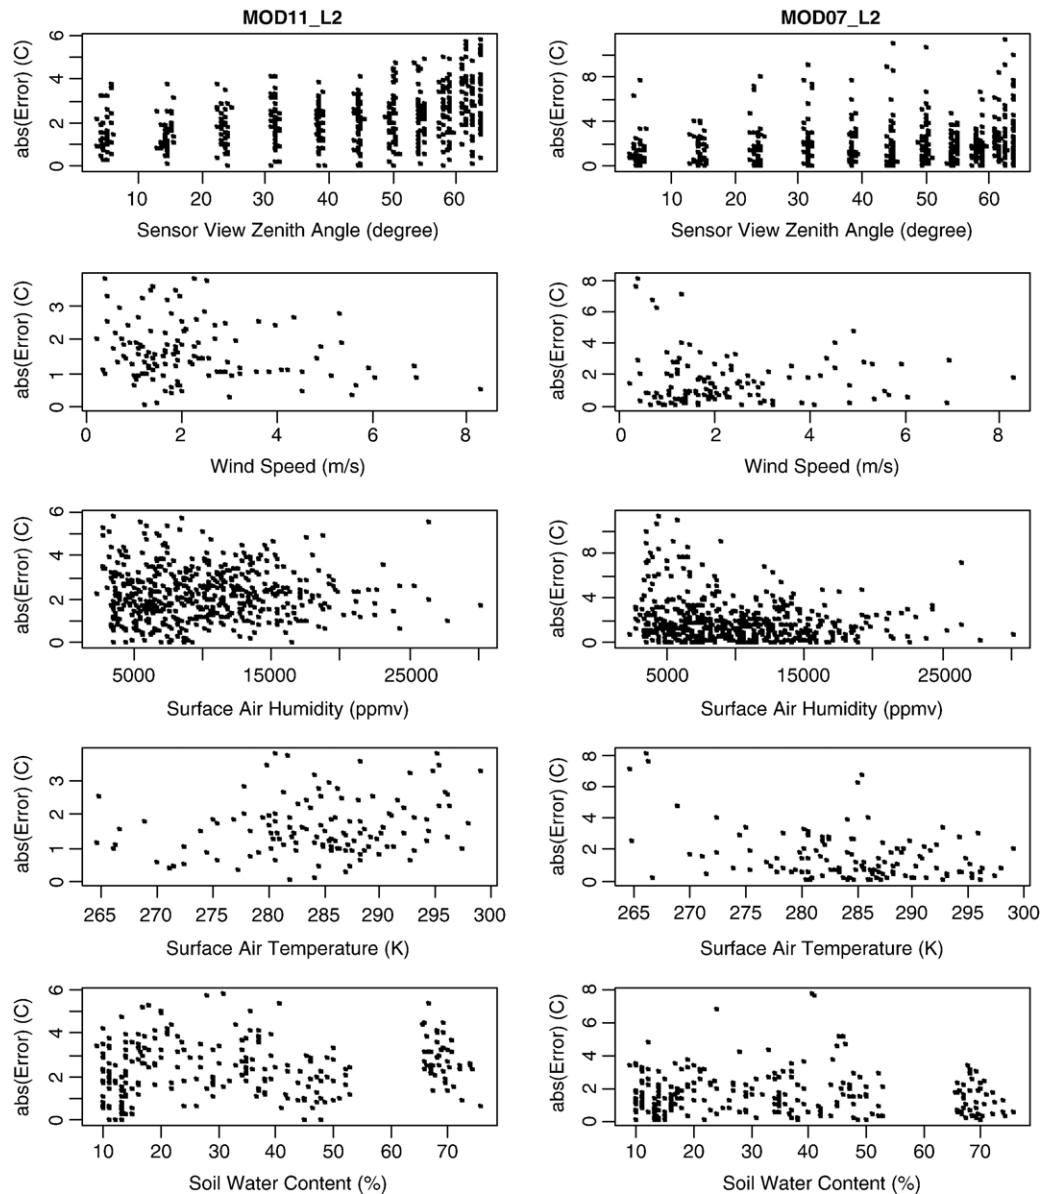 MOD11_L2
MOD07_L2
abs(Error) (C)
0 2 4 6
10 20 30 40 50 60
Sensor View Zenith Angle (degree)
abs(Error) (C)
0 4 8
10 20 30 40 50 60
Sensor View Zenith Angle (degree)
abs(Error) (C)
0 1 2 3
0 2 4 6 8
Wind Speed (m/s)
abs(Error) (C)
0 2 4 6 8
0 2 4 6 8
Wind Speed (m/s)
abs(Error) (C)
0 2 4 6
5000 15000 25000
Surface Air Humidity (ppmv)
abs(Error) (C)
0 4 8
5000 15000 25000
Surface Air Humidity (ppmv)
abs(Error) (C)
0 1 2 3
265 270 275 280 285 290 295 300
Surface Air Temperature (K)
abs(Error) (C)
0 2 4 6 8
265 270 275 280 285 290 295 300
Surface Air Temperature (K)
abs(Error) (C)
0 2 4 6
10 20 30 40 50 60 70
Soil Water Content (%)
abs(Error) (C)
0 2 4 6 8
10 20 30 40 50 60 70
Soil Water Content (%)